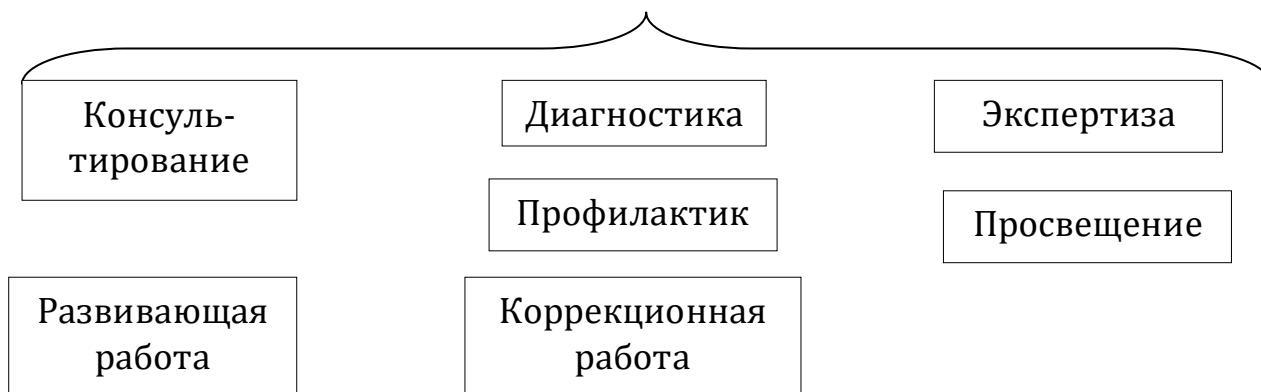 Консуль-
тирование
Диагностика
Экспертиза
Профилактик
Просвещение
Развивающая
работа
Коррекционная
работа